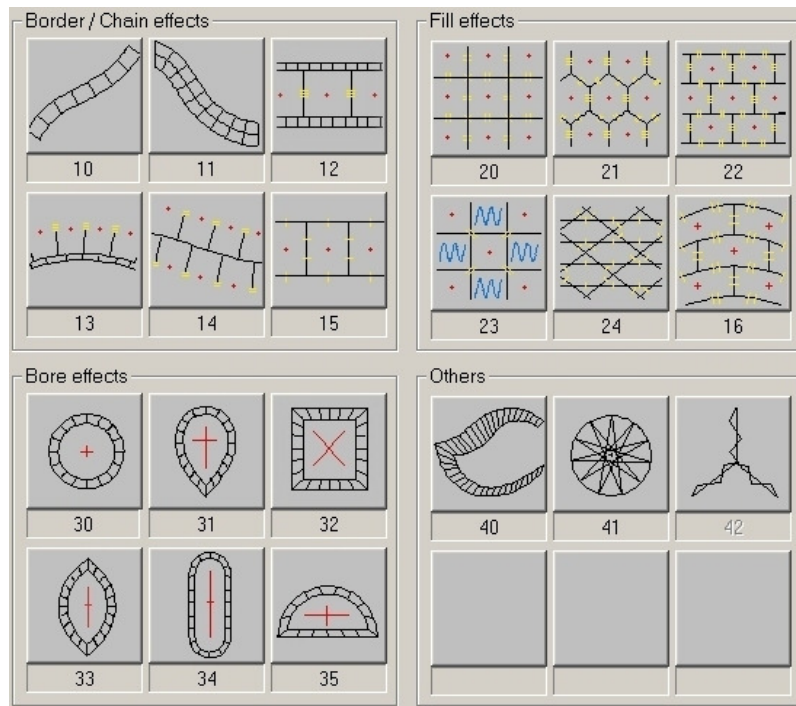 Border / Chain effects
10 11 12
13 14 15
Fill effects
20 21 22
23 24 16
Bore effects
30 31 32
33 34 35
Others
40 41 42